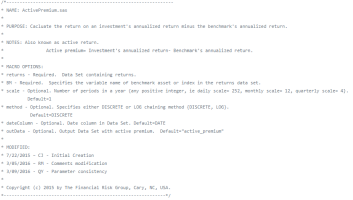 /*---------------------------------------------------------------
* NAME: ActivePremium.sas
*
* PURPOSE: Caclulate the return on an investment's annualized return minus the benchmark's annualized return.
*
* NOTES: Also known as active return.
*        Active premium= Investment's annualized return- Benchmark's annualized return.
*
* MACRO OPTIONS:
* returns - Required.  Data Set containing returns.
* BM - Required.  Specifies the variable name of benchmark asset or index in the returns data set.
* scale - Optional. Number of periods in a year {any positive integer, ie daily scale= 252, monthly scale= 12, quarterly scale= 4}.
          Default=1
* method - Optional. Specifies either DISCRETE or LOG chaining method {DISCRETE, LOG}.
           Default=DISCRETE
* dateColumn - Optional. Date column in Data Set. Default=DATE
* outData - Optional. Output Data Set with active premium.  Default="active_premium"
*
* MODIFIED:
* 7/22/2015 – CJ - Initial Creation
* 3/05/2016 – RM - Comments modification
* 3/09/2016 - QY - Parameter consistency
*
* Copyright (c) 2015 by The Financial Risk Group, Cary, NC, USA.
*-------------------------------------------------------------*/